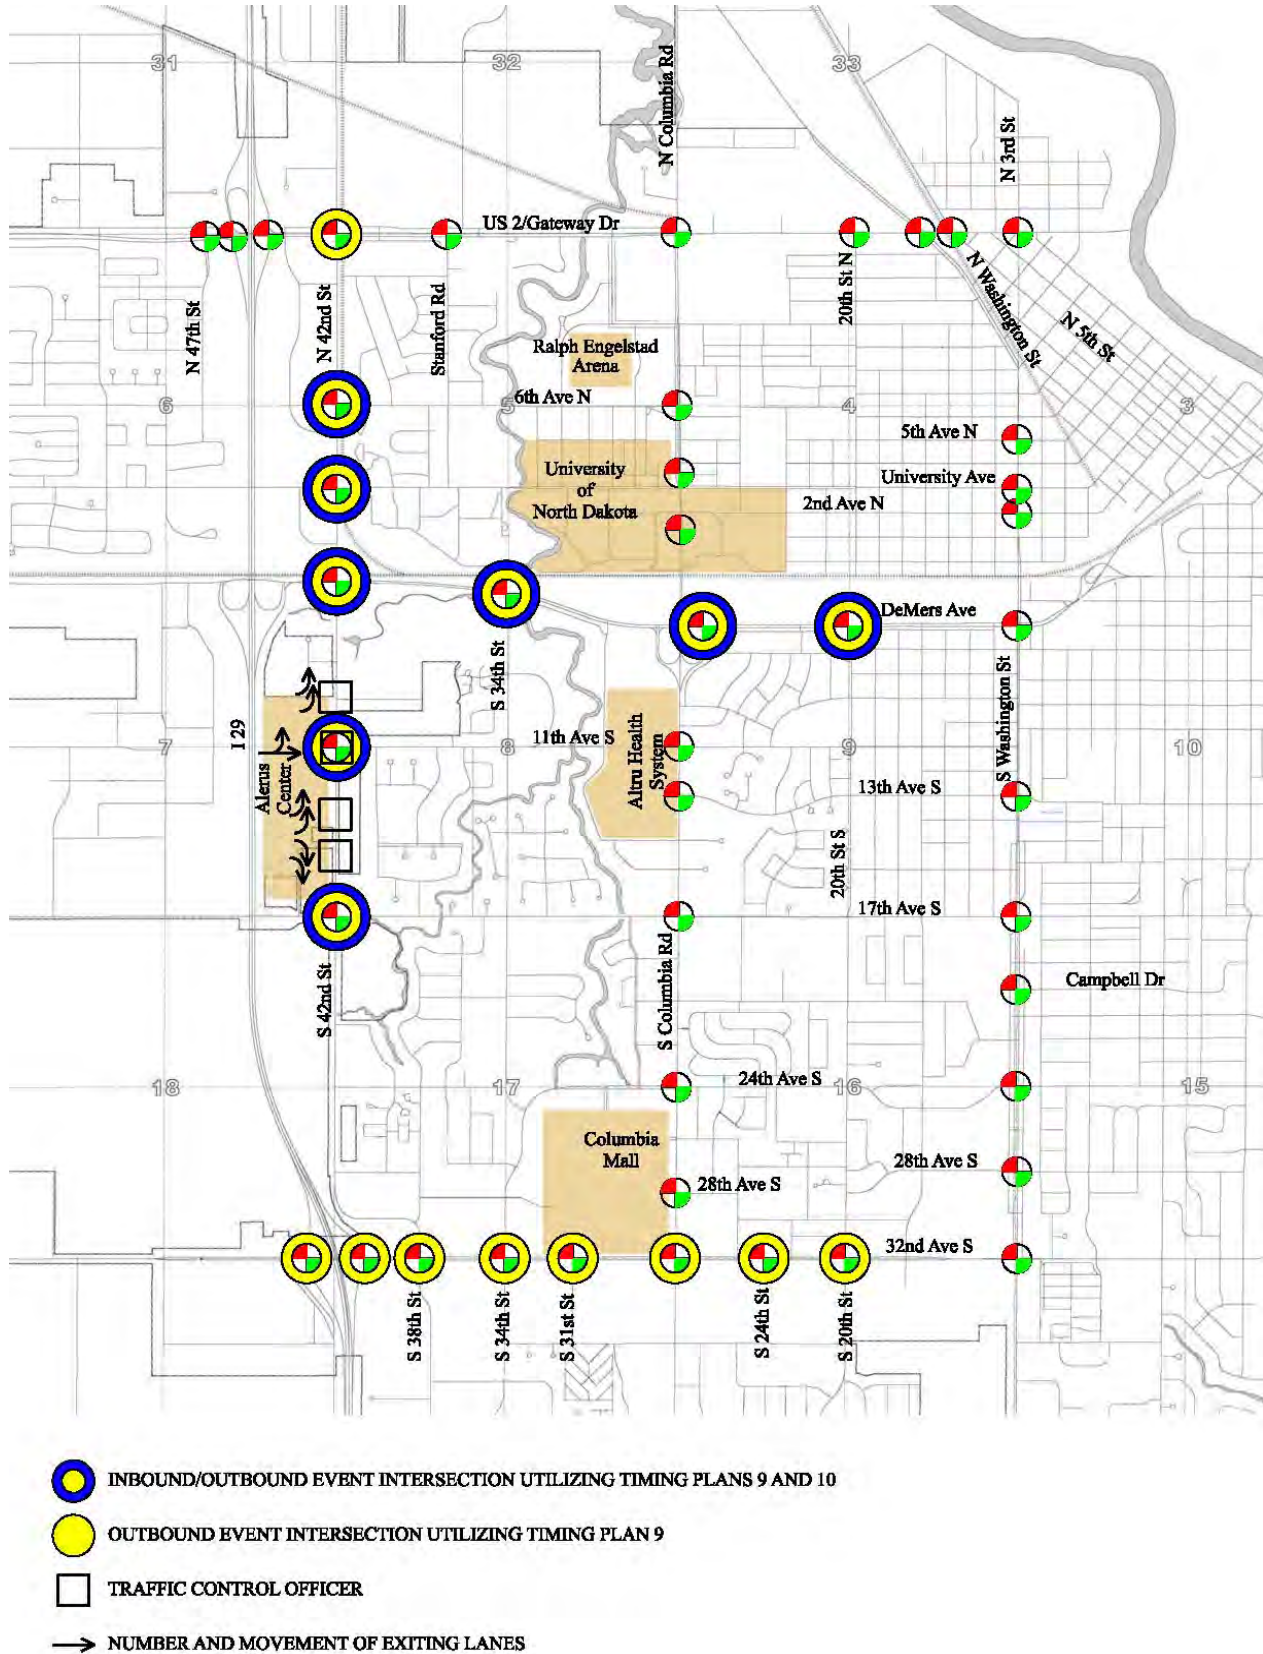 31
32
33
N Columbia Rd
N 3rd St
US 2/Gateway Dr
N 47th St
N 42nd St
Stanford Rd
20th St N
N Washington St
N 5th St
Ralph Engelstad
Arena
6
5
6th Ave N
4
3
5th Ave N
University
of
North Dakota
University Ave
2nd Ave N
DeMers Ave
S 34th St
S Washington St
I 29
7
Alerus
Center
8
11th Ave S
Altru Health
System
9
10
13th Ave S
20th St S
17th Ave S
S 42nd St
S Columbia Rd
Campbell Dr
18
17
24th Ave S
16
15
Columbia
Mall
28th Ave S
28th Ave S
32nd Ave S
S 38th St
S 34th St
S 31st St
S 24th St
S 20th St
INBOUND/OUTBOUND EVENT INTERSECTION UTILIZING TIMING PLANS 9 AND 10
OUTBOUND EVENT INTERSECTION UTILIZING TIMING PLAN 9
TRAFFIC CONTROL OFFICER
NUMBER AND MOVEMENT OF EXITING LANES